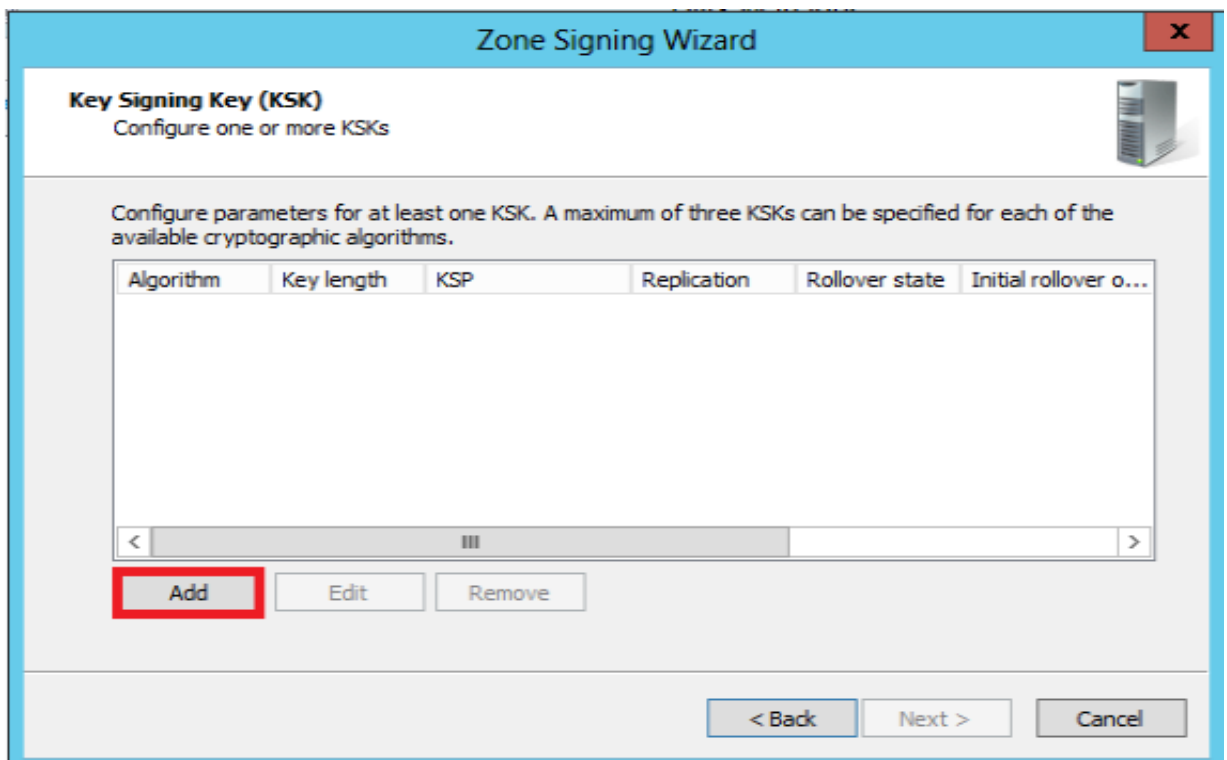 Zone Signing Wizard
x
Key Signing Key (KSK)
Configure one or more KSKs
Configure parameters for at least one KSK. A maximum of three KSKs can be specified for each of the
available cryptographic algorithms.
Algorithm Key length KSP Replication Rollover state Initial rollover o...
Add Edit Remove
< Back Next > Cancel